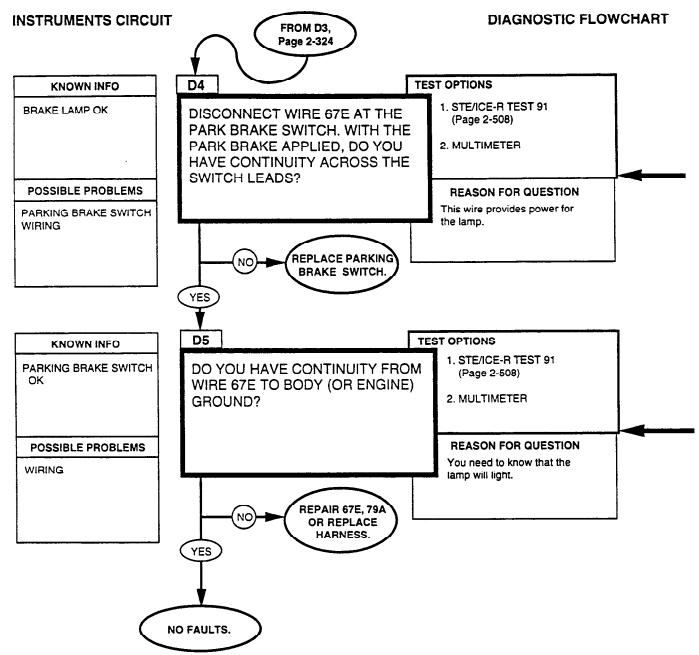 INSTRUMENTS CIRCUIT
DIAGNOSTIC FLOWCHART
FROM D3,
Page 2-324
KNOWN INFO
BRAKE LAMP OK
POSSIBLE PROBLEMS
PARKING BRAKE SWITCH
WIRING
D4
DISCONNECT WIRE 67E AT THE
PARK BRAKE SWITCH. WITH THE
PARK BRAKE APPLIED, DO YOU
HAVE CONTINUITY ACROSS THE
SWITCH LEADS?
TEST OPTIONS
1. STE/ICE-R TEST 91
(Page 2-508)
2. MULTIMETER
REASON FOR QUESTION
This wire provides power for
the lamp.
NO
REPLACE PARKING
BRAKE SWITCH.
YES
KNOWN INFO
PARKING BRAKE SWITCH
OK
POSSIBLE PROBLEMS
WIRING
D5
DO YOU HAVE CONTINUITY FROM
WIRE 67E TO BODY (OR ENGINE)
GROUND?
TEST OPTIONS
1. STE/ICE-R TEST 91
(Page 2-508)
2. MULTIMETER
REASON FOR QUESTION
You need to know that the
lamp will light.
NO
REPAIR 67E, 79A
OR REPLACE
HARNESS.
YES
NO FAULTS.